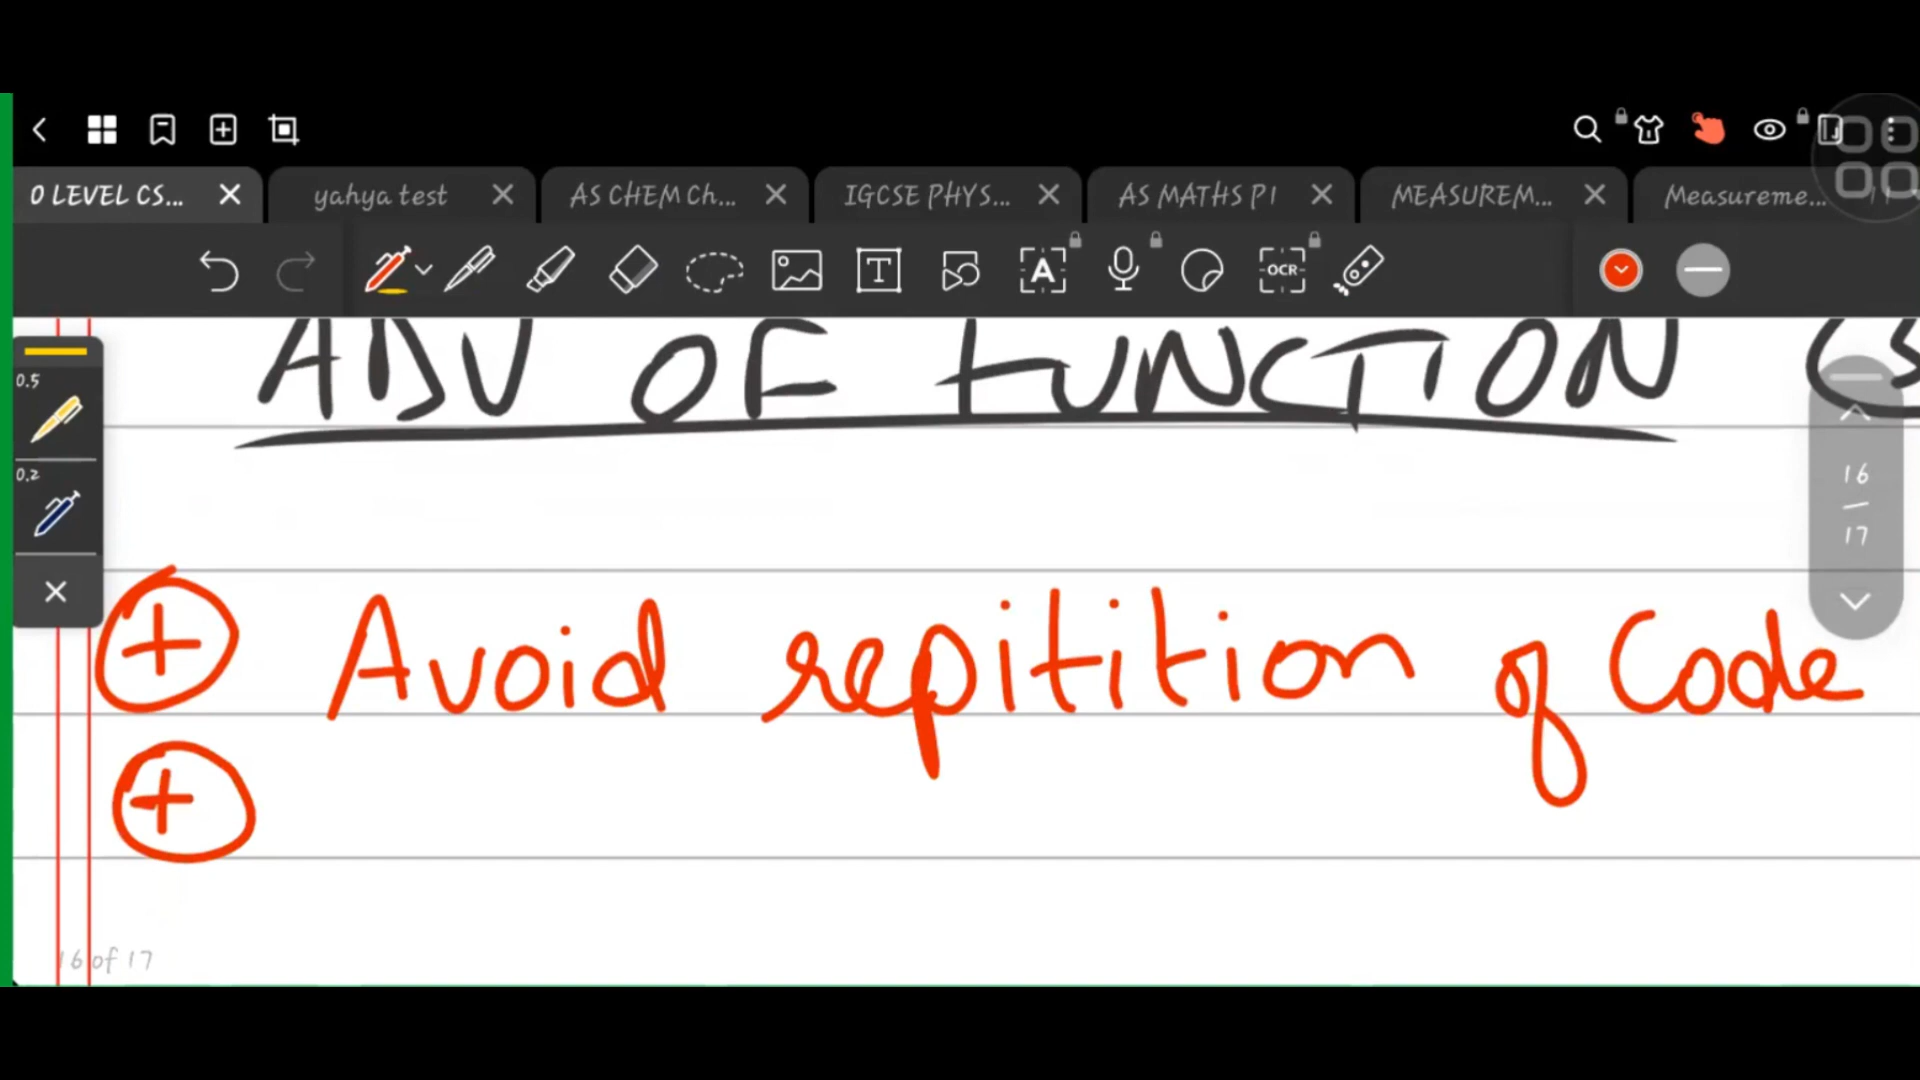 O LEVEL CS... yahya test AS CHEM Ch... IGCSE PHYS... AS MATHS P1 MEASUREM... Measureme...
T A OCR
ADV OF FUNCTION
0.5
0.2
16
17
+ Avoid repitition of Code
+
16 of 17